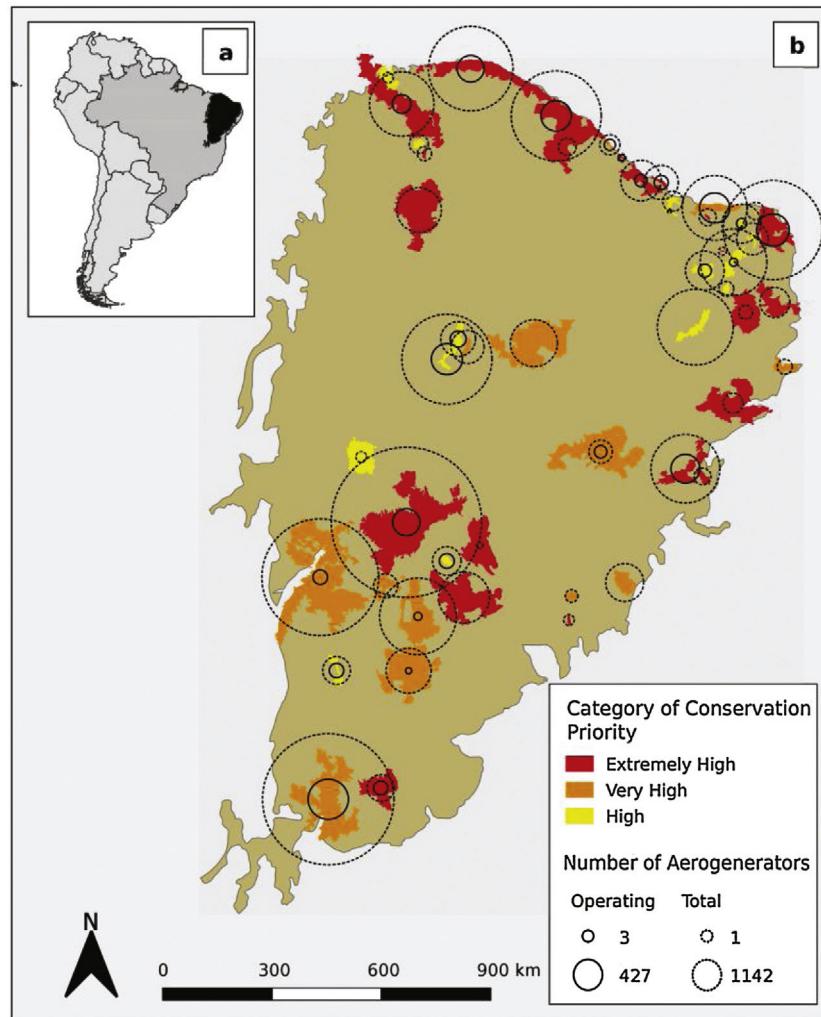 a
b
Category of Conservation
Priority
Extremely High
Very High
High
Number of Aerogenerators
Operating
Total
3
1
427
1142
N
0
300
600
900 km